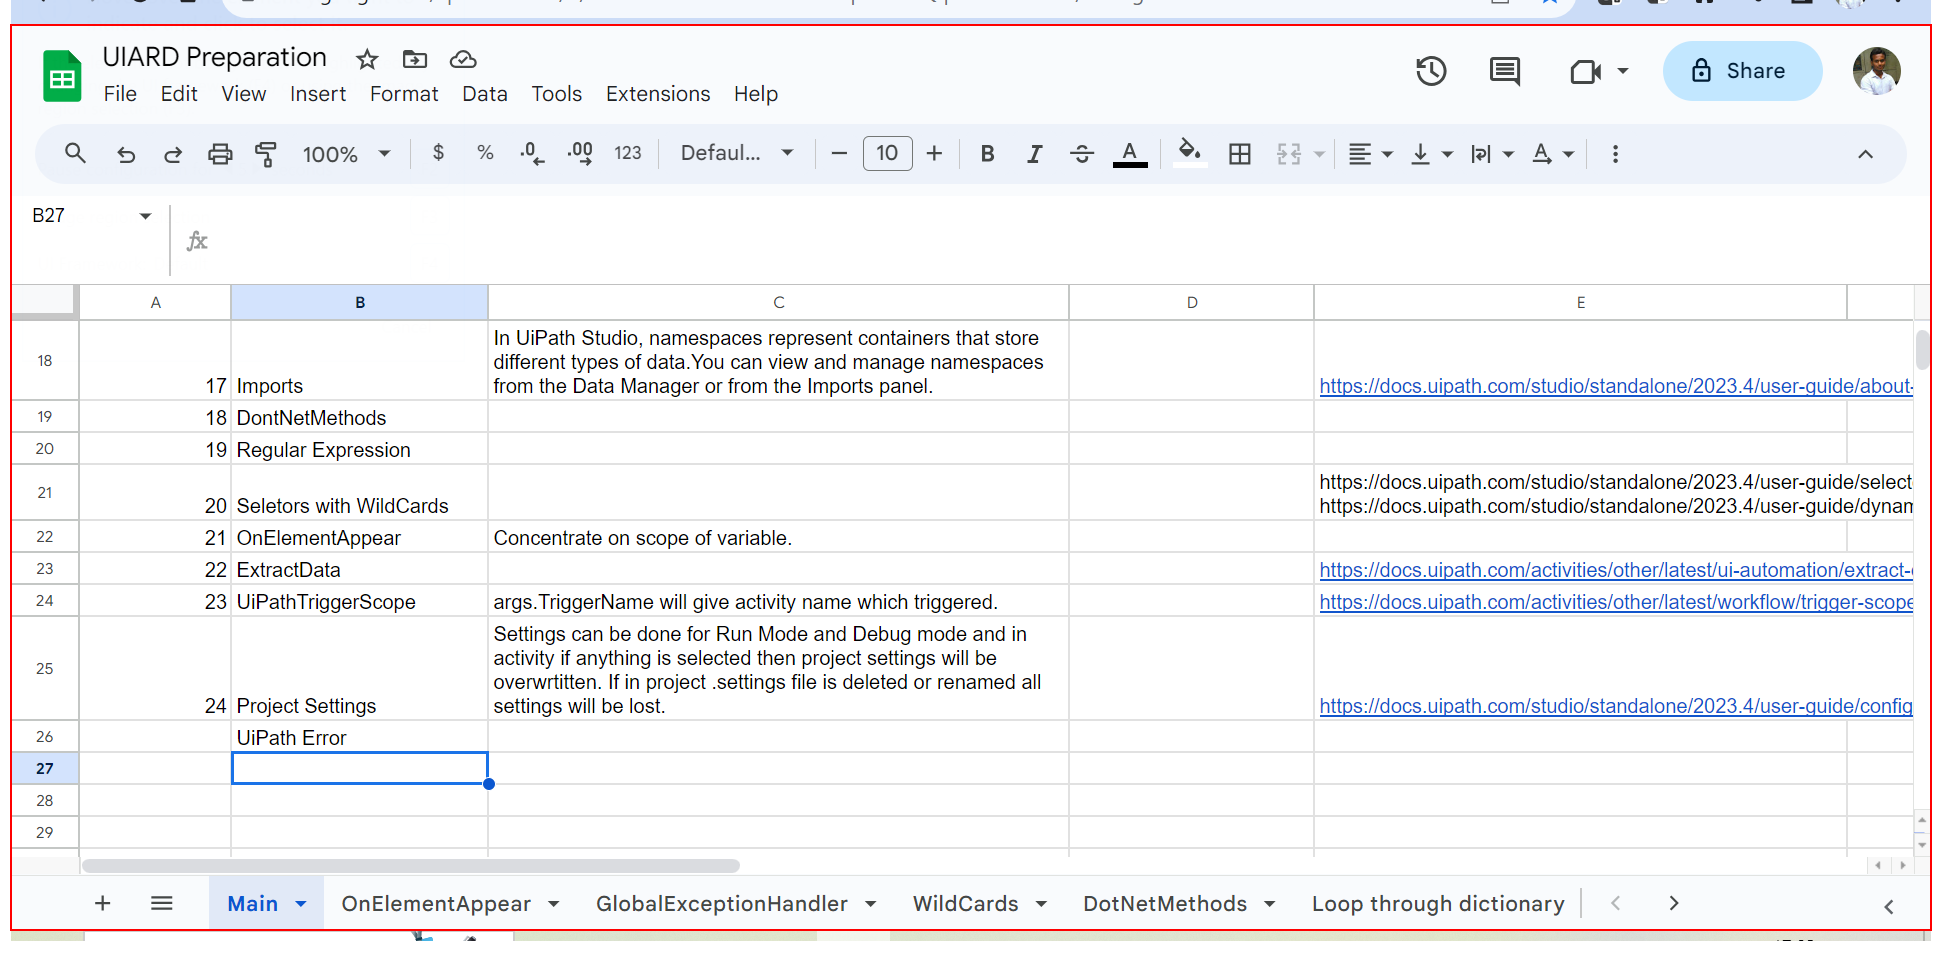 UIARD Preparation
File Edit View Insert Format Data Tools Extensions Help
Share
100% $ % .0 .00 123 Defaul... 10 B I A A
B27
fx
A B C D E
18 17 Imports
In UiPath Studio, namespaces represent containers that store
different types of data.You can view and manage namespaces
from the Data Manager or from the Imports panel.
https://docs.uipath.com/studio/standalone/2023.4/user-guide/about-
19 18 DontNetMethods
20 19 Regular Expression
21 20 Seletors with WildCards
https://docs.uipath.com/studio/standalone/2023.4/user-guide/select
https://docs.uipath.com/studio/standalone/2023.4/user-guide/dynam
22 21 OnElementAppear Concentrate on scope of variable.
23 22 ExtractData https://docs.uipath.com/activities/other/latest/ui-automation/extract-
24 23 UiPathTriggerScope args.TriggerName will give activity name which triggered. https://docs.uipath.com/activities/other/latest/workflow/trigger-scope
25 24 Project Settings
Settings can be done for Run Mode and Debug mode and in
activity if anything is selected then project settings will be
overwrtitten. If in project .settings file is deleted or renamed all
settings will be lost.
https://docs.uipath.com/studio/standalone/2023.4/user-guide/config
26 UiPath Error
27
28
29
Main OnElementAppear GlobalExceptionHandler WildCards DotNetMethods Loop through dictionary